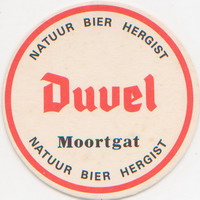 NATUUR BIER HERGIST
Duvel
Moortgat
NATUUR BIER HERGIST